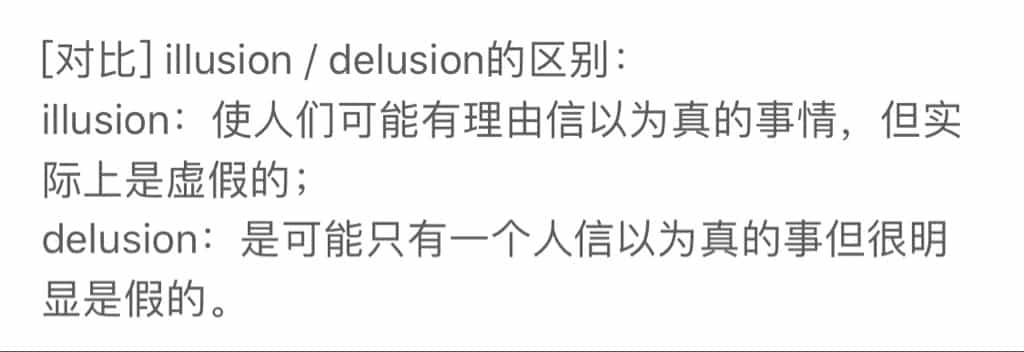 [对比] illusion / delusion的区别：
illusion：使人们可能有理由信以为真的事情，但实
际上是虚假的；
delusion：是可能只有一个人信以为真的事但很明
显是假的。